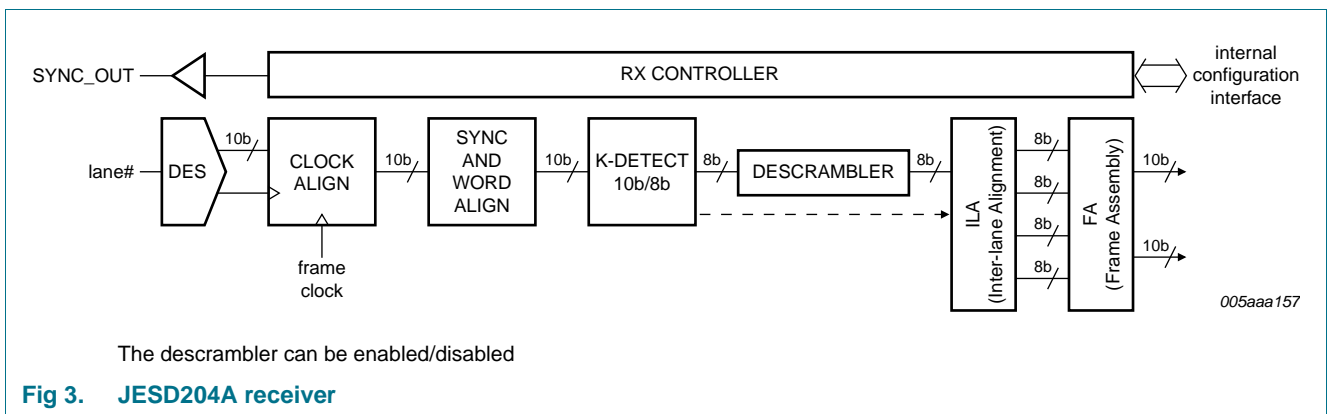 SYNC_OUT
RX CONTROLLER
internal
configuration
interface
lane#
DES
10b
CLOCK
ALIGN
frame
clock
10b
SYNC
AND
WORD
ALIGN
10b
K-DETECT
10b/8b
8b
DESCRAMBLER
8b
ILA
(Inter-lane Alignment)
8b
8b
8b
8b
FA
(Frame Assembly)
10b
10b
005aaa157
The descrambler can be enabled/disabled
Fig 3. JESD204A receiver